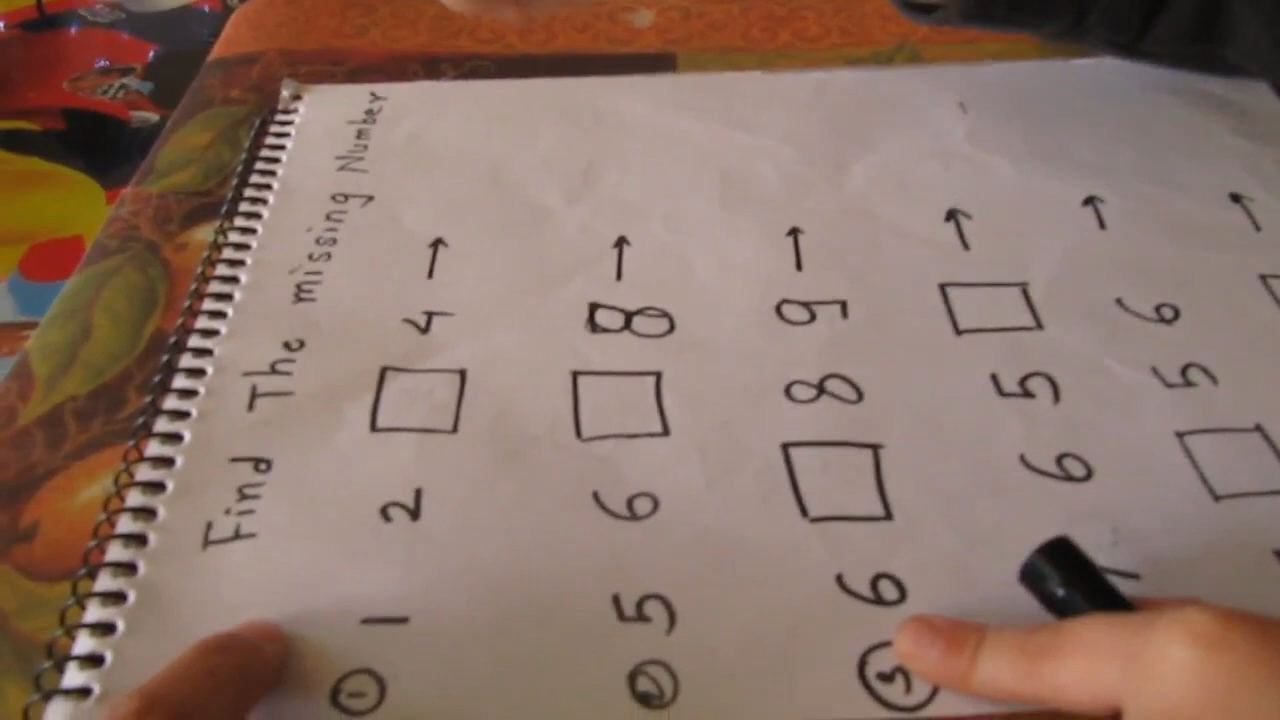 Find The missing Number
① 1 2 □ 4 →
② 5 6 □ 8 →
③ 6 □ 8 9 →
6 5 □ →
□ 5 6 →